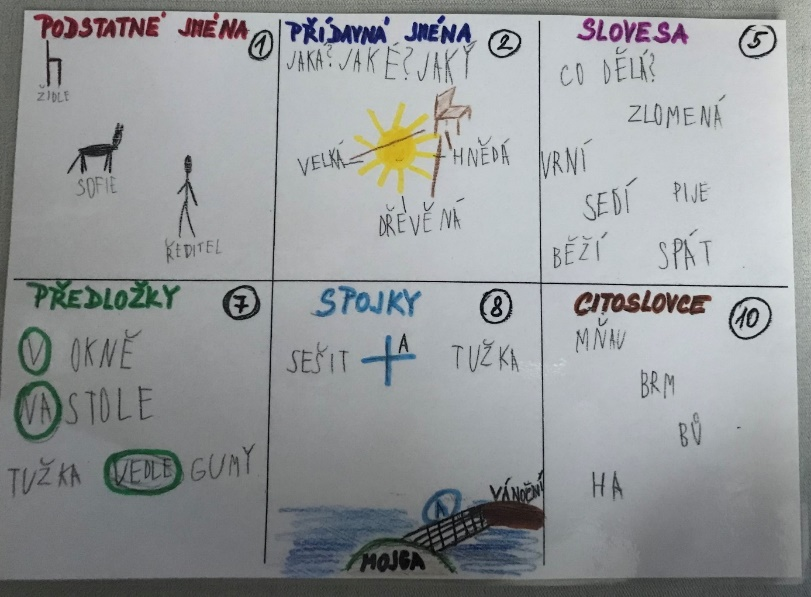 PODSTATNÉ JMÉNA
1
ŽIDLE
SOFIE
ŘEDITEL
PŘÍDAVNÁ JMÉNA
2
JAKÁ? JAKÉ? JAKÝ
VELKÁ
HNĚDÁ
DŘEVĚNÁ
SLOVESA
5
CO DĚLÁ?
ZLOMENÁ
VRNÍ
SEDÍ
PIJE
BĚŽÍ
SPÁT
PŘEDLOŽKY
7
V OKNĚ
NA STOLE
TUŽKA VEDLE GUMY
SPOJKY
8
SEŠIT + A TUŽKA
A
VÁNOČNÍ
CITOSLOVCE
10
MŇAU
BRM
BŮ
HA